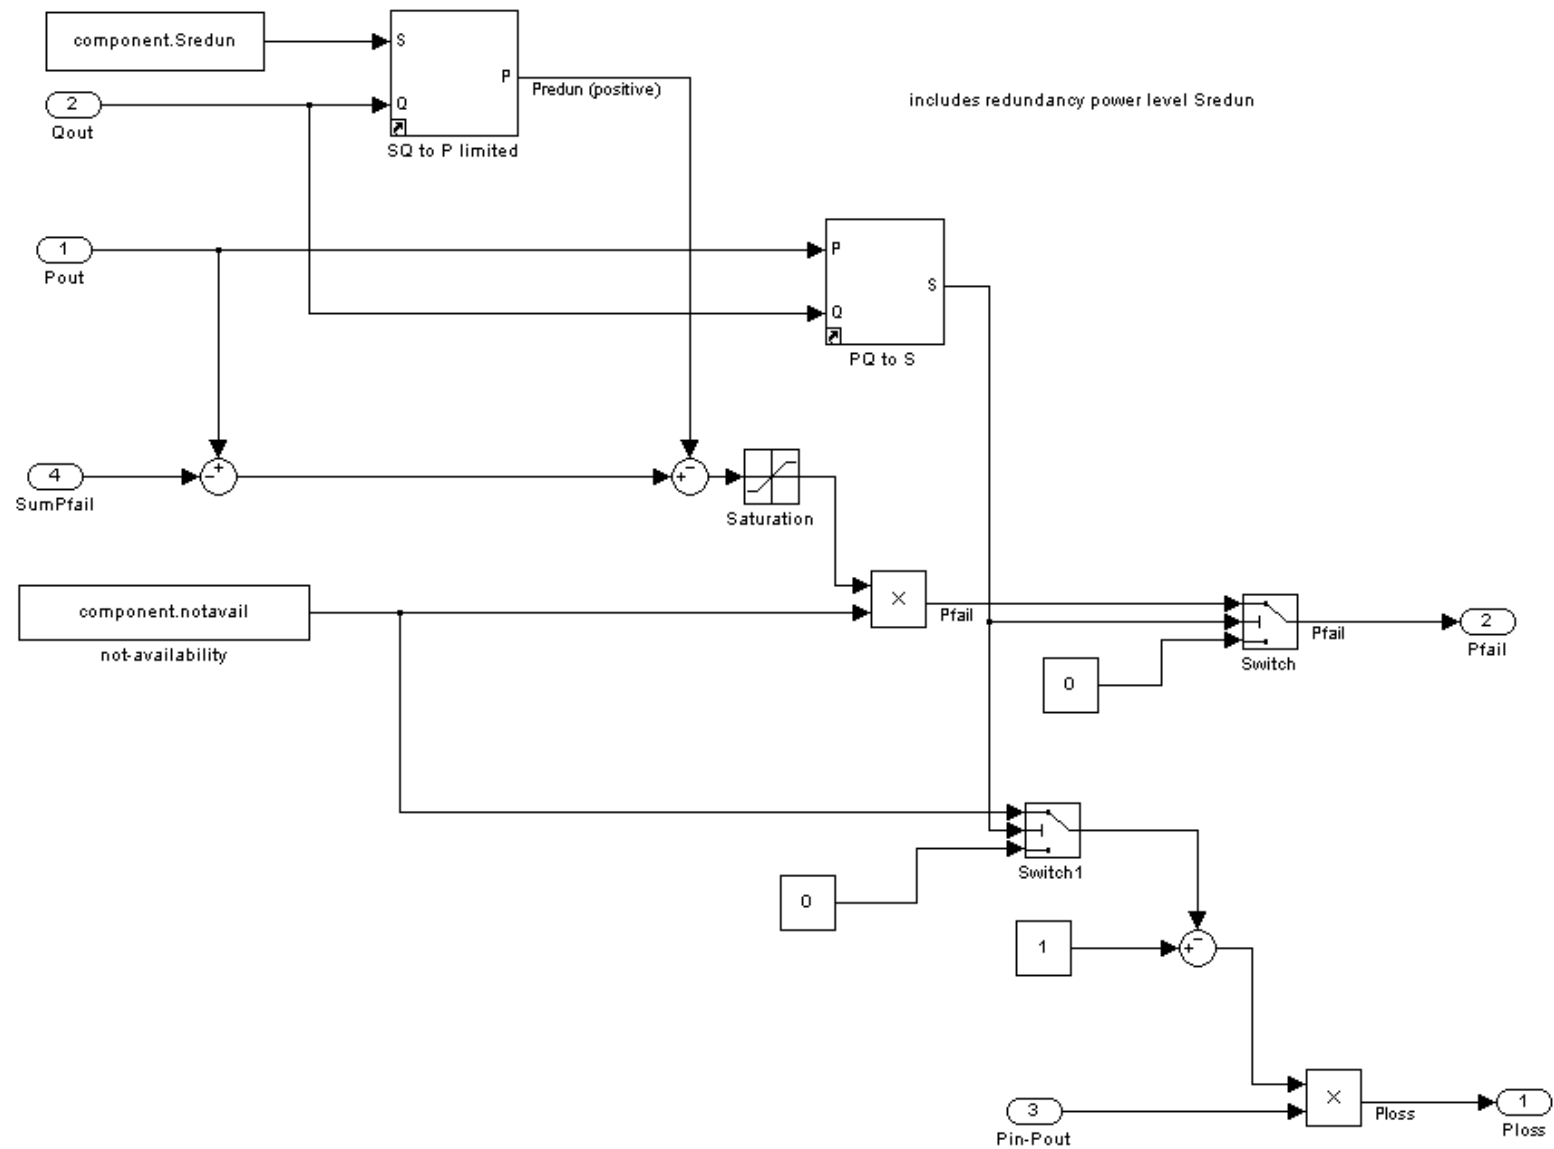 component.Sredun
S
P
Predun (positive)
2
Q
Qout
SQ to P limited
includes redundancy power level Sredun
1
P
Pout
S
Q
PQ to S
4
+
-
+
-
SumPfail
Saturation
component.notavail
not-availability
×
Pfail
0
Switch
Pfail
2
Pfail
0
Switch1
1
+
-
3
Pin-Pout
×
Ploss
1
Ploss